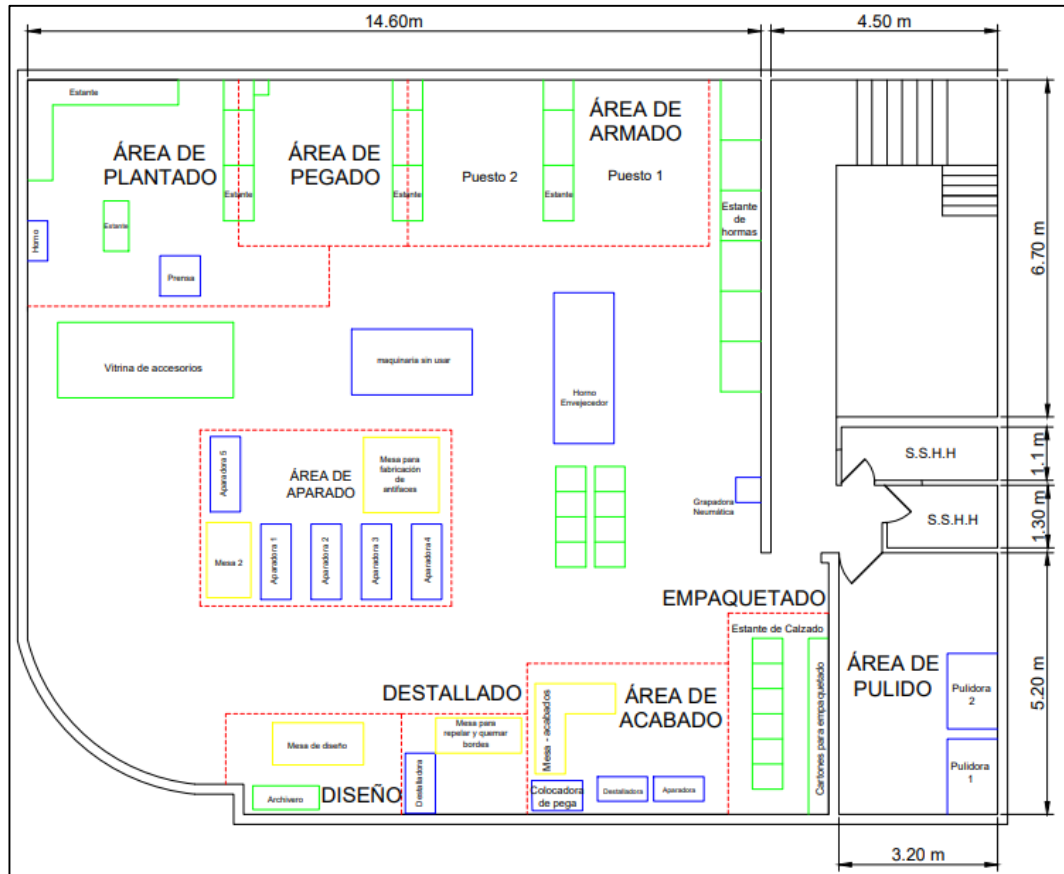 14.60m
4.50 m
Estante
ÁREA DE
PLANTADO
ÁREA DE
PEGADO
ÁREA DE
ARMADO
Puesto 2
Puesto 1
Estante
Estante
Estante
Estante
de
hormas
Estante
Horno
Prensa
6.70 m
Vitrina de accesorios
maquinaria sin usar
Horno
Envejecedor
Aparadora 5
ÁREA DE
APARADO
Mesa para
fabricación
de
antifaces
Mesa 2
Aparadora 1
Aparadora 2
Aparadora 3
Aparadora 4
Grapadora
Neumática
S.S.H.H
1.1 m
S.S.H.H
1.30 m
EMPAQUETADO
Estante de Calzado
Cartones para empaquetado
ÁREA DE
PULIDO
Pulidora
2
Pulidora
1
5.20 m
DESTALLADO
Mesa para
repelar y quemar
bordes
Destalladora
ÁREA DE
ACABADO
Mesa - acabados
Colocadora
de pega
Destalladora
Aparadora
Mesa de diseño
Archivero
DISEÑO
3.20 m